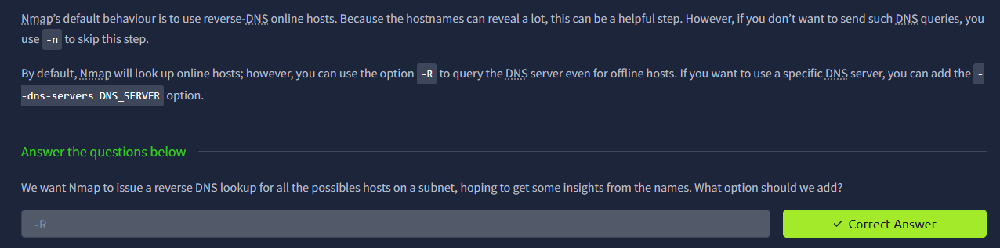 Nmap’s default behaviour is to use reverse-DNS online hosts. Because the hostnames can reveal a lot, this can be a helpful step. However, if you don’t want to send such DNS queries, you
use -n to skip this step.
By default, Nmap will look up online hosts; however, you can use the option -R to query the DNS server even for offline hosts. If you want to use a specific DNS server, you can add the -
-dns-servers DNS_SERVER option.
Answer the questions below
We want Nmap to issue a reverse DNS lookup for all the possibles hosts on a subnet, hoping to get some insights from the names. What option should we add?
-R
✓ Correct Answer